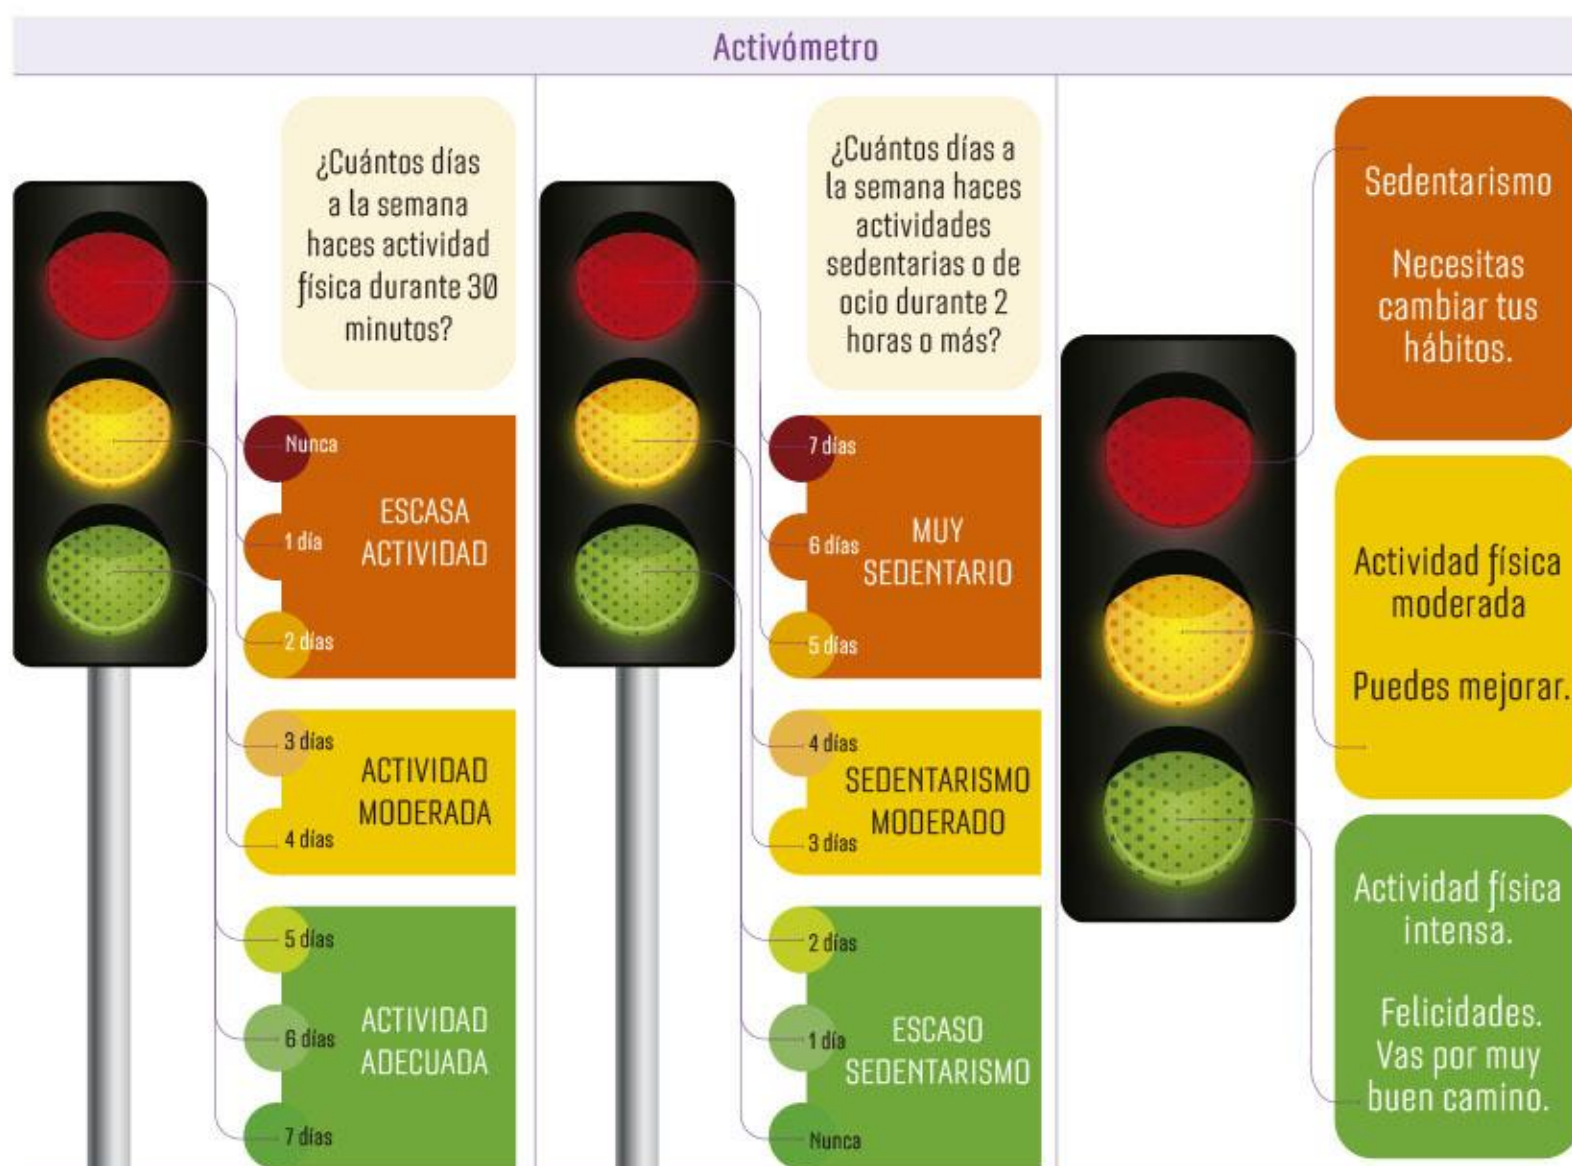 Activómetro
¿Cuántos días
a la semana
haces actividad
física durante 30
minutos?
Nunca
1 día
2 días
ESCASA
ACTIVIDAD
3 días
4 días
ACTIVIDAD
MODERADA
5 días
6 días
7 días
ACTIVIDAD
ADECUADA
¿Cuántos días a
la semana haces
actividades
sedentarias o de
ocio durante 2
horas o más?
7 días
6 días
5 días
MUY
SEDENTARIO
4 días
3 días
SEDENTARISMO
MODERADO
2 días
1 día
Nunca
ESCASO
SEDENTARISMO
Sedentarismo
Necesitas
cambiar tus
hábitos.
Actividad física
moderada
Puedes mejorar.
Actividad física
intensa.
Felicidades.
Vas por muy
buen camino.